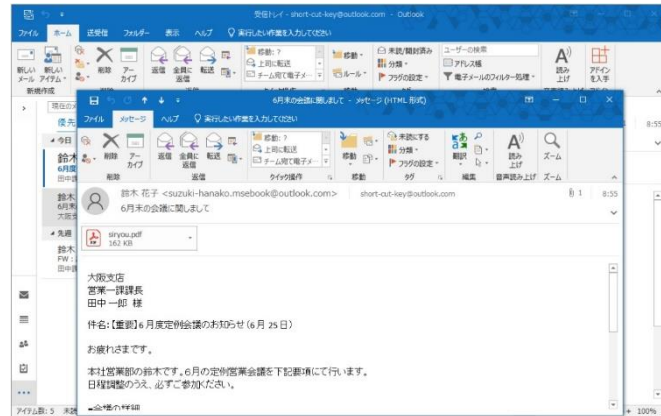 受信トレイ - short-cut-key@outlook.com - Outlook
ファイル ホーム 送受信 フォルダー 表示 ヘルプ 実行したい作業を入力してください
新しい メール
新しい アイテム
削除
アー カイブ
返信
全員に 返信
転送
移動: ?
上司に転送
チーム宛て電子メ
移動
ルール
未読/開封済み
分類
フラグの設定
ユーザーの検索
アドレス帳
電子メールのフィルター処理
読み 上げ
アドイン を入手
新規作成
6月末の会議に関しまして - メッセージ (HTML 形式)
ファイル メッセージ ヘルプ 実行したい作業を入力してください
削除
アー カイブ
返信
全員に 返信
転送
移動: ?
上司に転送
チーム宛て電子メ
移動
未読にする
分類
フラグの設定
翻訳
読み 上げ
ズーム
削除 返信 クイック操作 移動 タグ 編集 音声読み上げ ズーム
鈴木 花子 <suzuki-hanako.msebook@outlook.com> short-cut-key@outlook.com 1 8:55
6月末の会議に関しまして
siryou.pdf
162 KB
大阪支店
営業一課課長
田中 一郎 様
件名:【重要】6月度定例会議のお知らせ(6月25日)
お疲れさまです。
本社営業部の鈴木です。6月の定例営業会議を下記要項にて行います。
日程調整のうえ、必ずご参加ください。
今日
鈴木
6月度
田中課
鈴木
6月末
大阪支
先週
鈴木
FW:
田中課
8:55
アイテム数: 5
100%